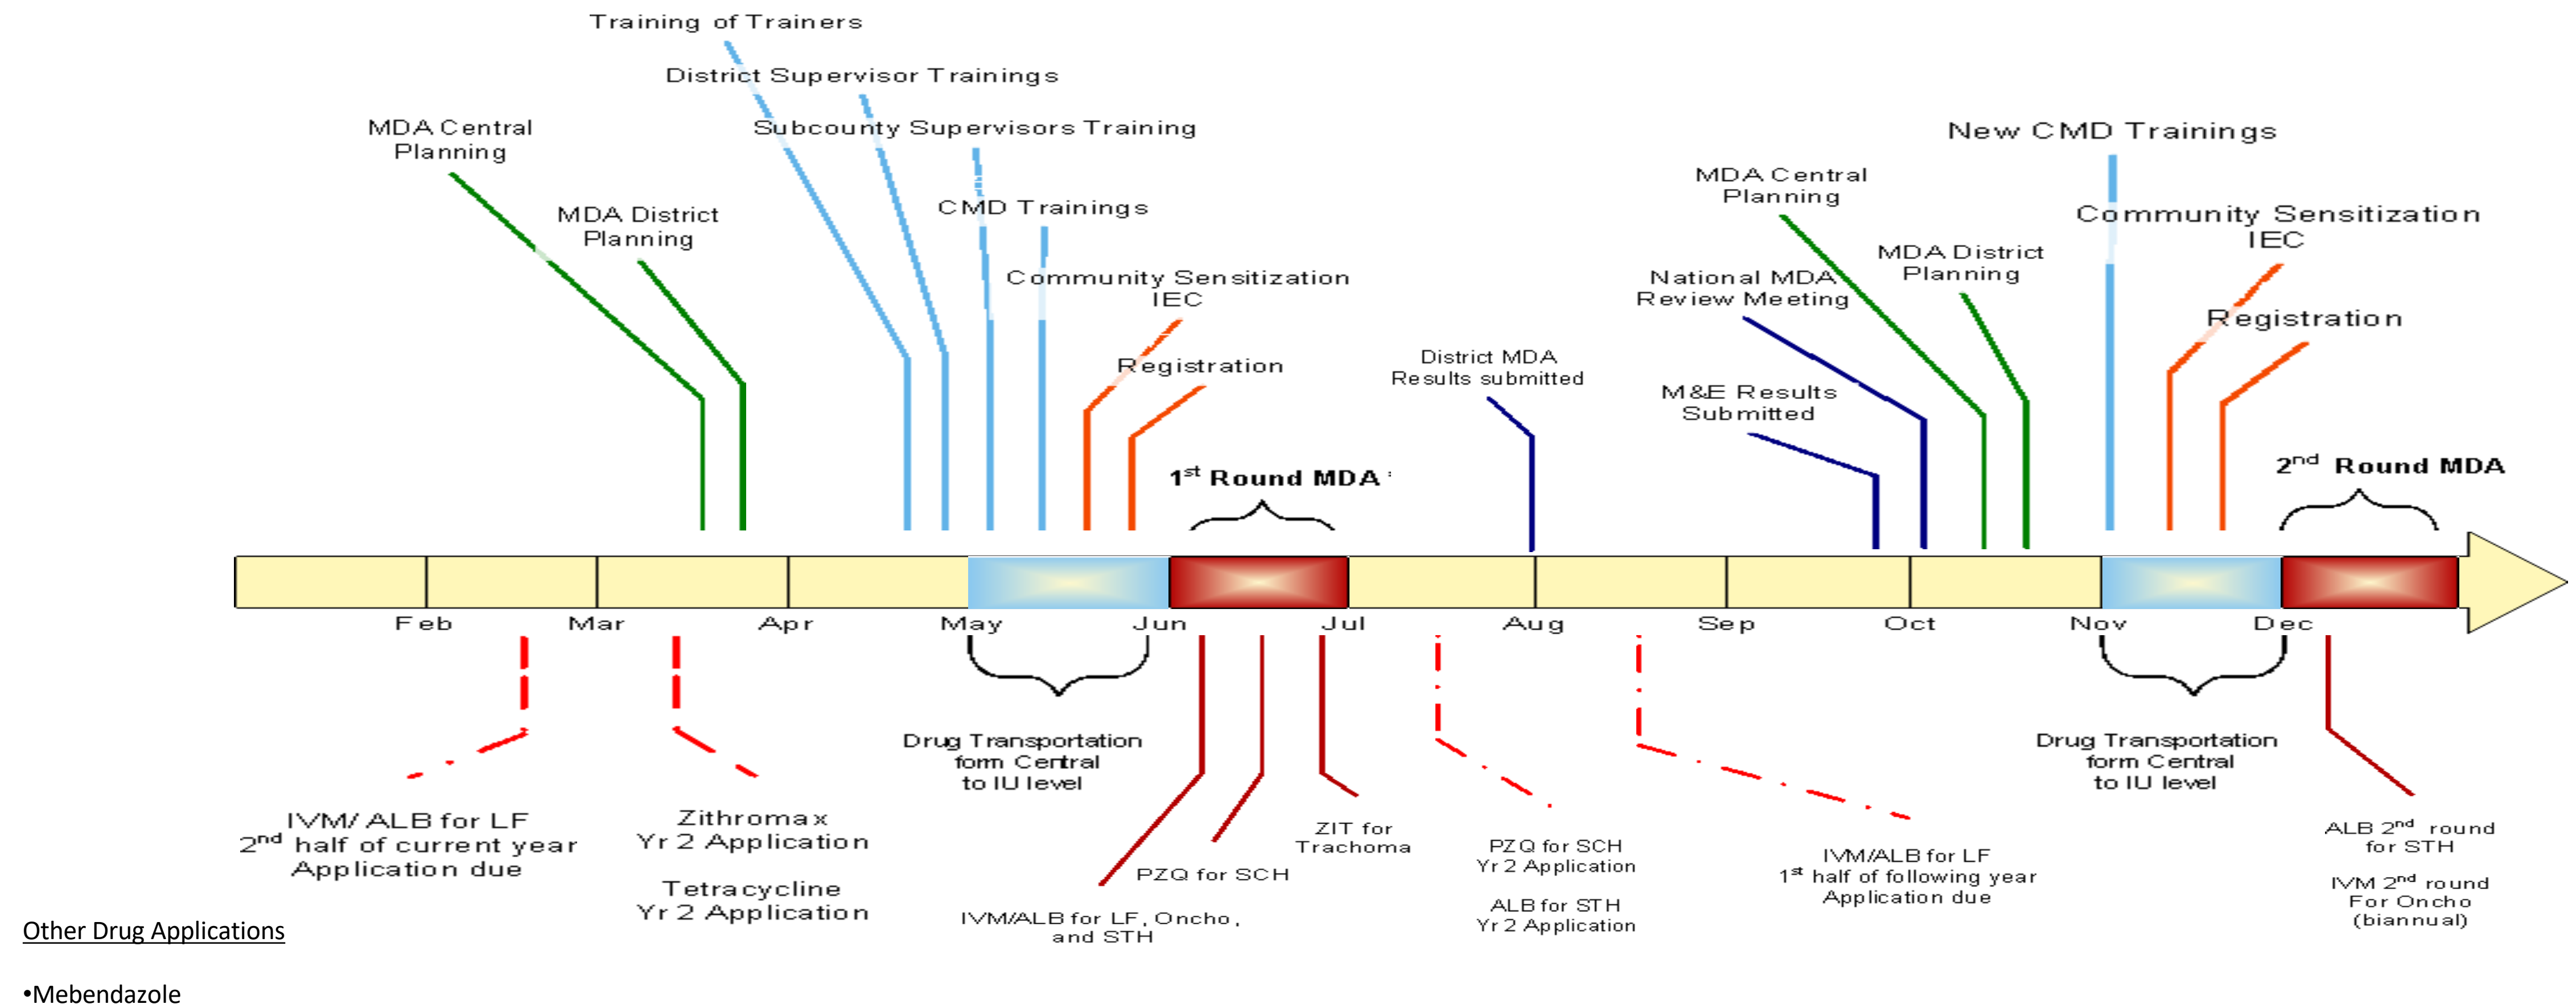 Training of Trainers
District Supervisor Trainings
Subcounty Supervisors Training
MDA Central
Planning
MDA District
Planning
CMD Trainings
Community Sensitization
IEC
Registration
1st Round MDA
District MDA
Results submitted
National MDA
Review Meeting
M&E Results
Submitted
MDA Central
Planning
MDA District
Planning
New CMD Trainings
Community Sensitization
IEC
Registration
2nd Round MDA
Feb
Mar
Apr
May
Jun
Jul
Aug
Sep
Oct
Nov
Dec
IVM/ ALB for LF
2nd half of current year
Application due
Zithromax
Yr 2 Application
Tetracycline
Yr 2 Application
Drug Transportation
form Central
to IU level
IVM/ALB for LF, Oncho,
and STH
PZQ for SCH
ZIT for
Trachoma
PZQ for SCH
Yr 2 Application
ALB for STH
Yr 2 Application
IVM/ALB for LF
1st half of following year
Application due
Drug Transportation
form Central
to IU level
ALB 2nd round
for STH
IVM 2nd round
For Oncho
(biannual)
Other Drug Applications
•Mebendazole